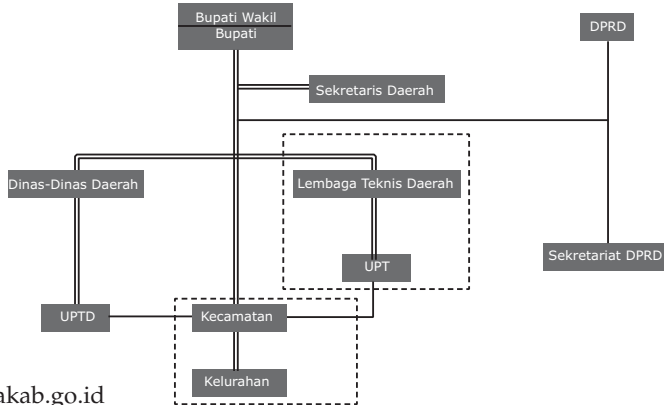 Bupati Wakil
Bupati
DPRD
Sekretaris Daerah
Dinas-Dinas Daerah
Lembaga Teknis Daerah
Sekretariat DPRD
UPT
UPTD
Kecamatan
Kelurahan
akab.go.id